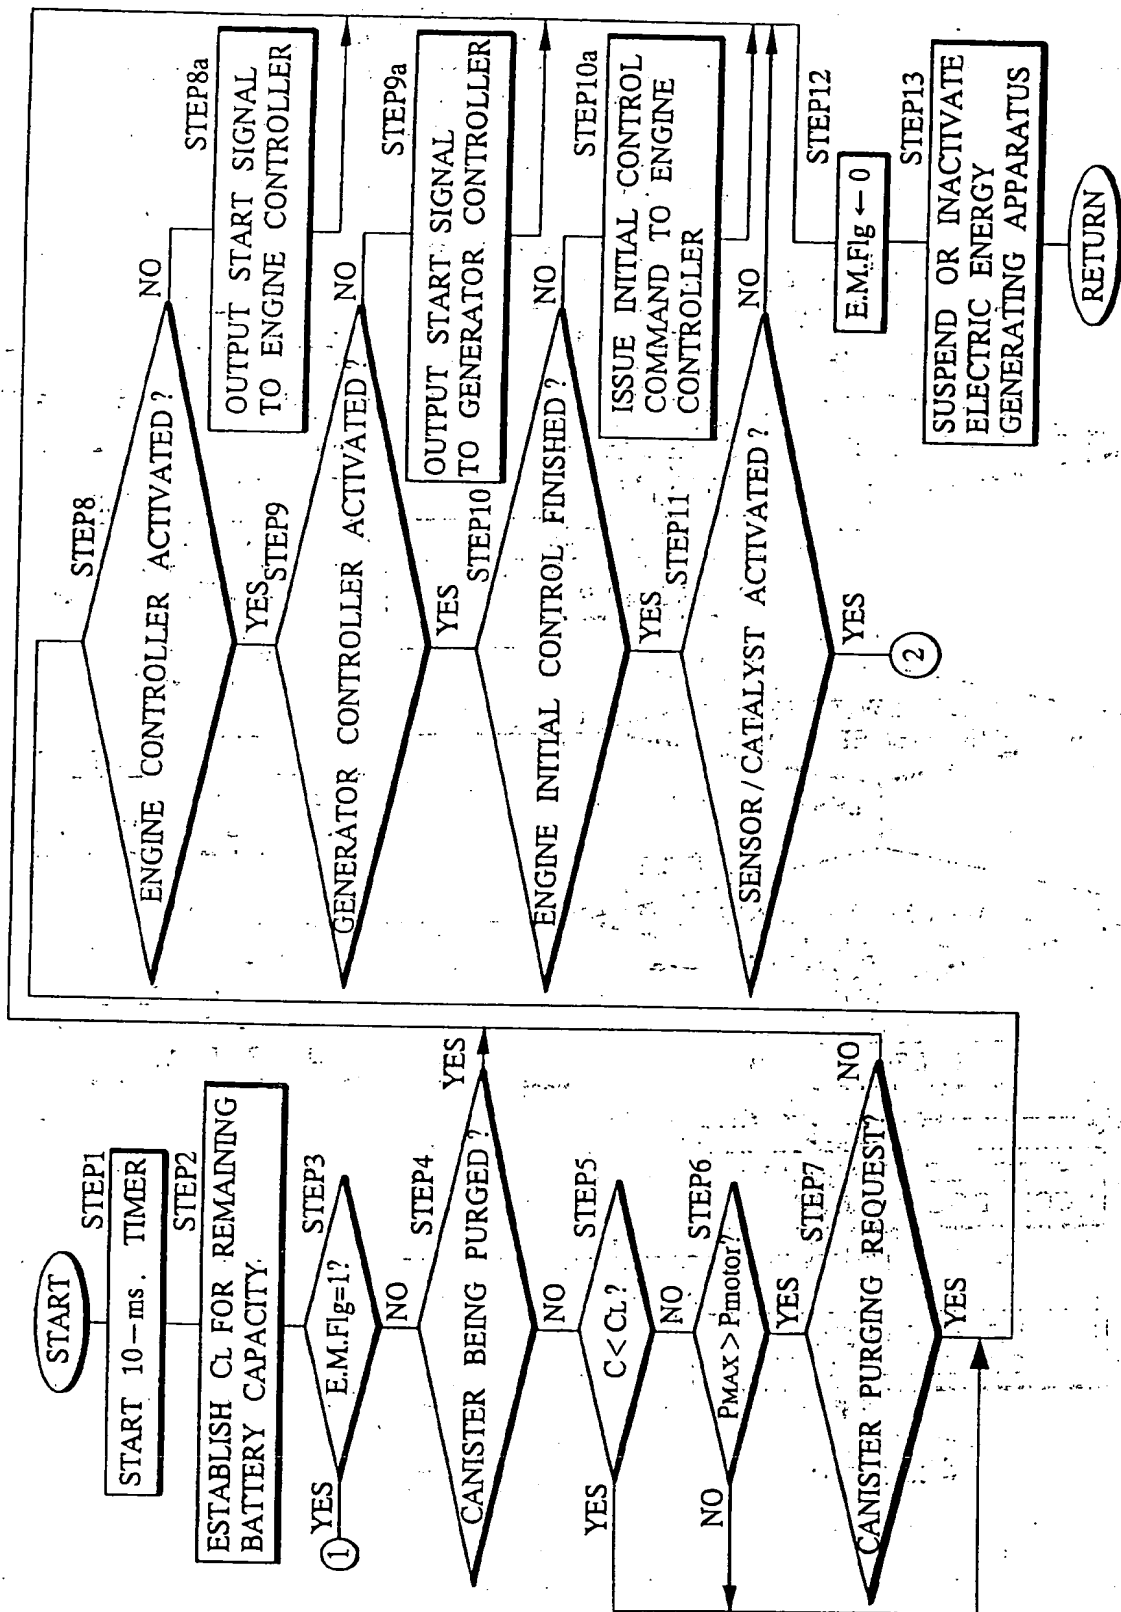 START
STEP1
START 10-ms. TIMER
STEP2
ESTABLISH CL FOR REMAINING
BATTERY CAPACITY
STEP3
E.M.Flg=1?
YES
1
NO
STEP4
CANISTER BEING PURGED?
YES
NO
STEP5
C<CL?
YES
NO
STEP6
PMAX>Pmotor?
NO
YES
STEP7
CANISTER PURGING REQUEST?
NO
YES
STEP8
ENGINE CONTROLLER ACTIVATED?
NO
YES
STEP8a
OUTPUT START SIGNAL
TO ENGINE CONTROLLER
STEP9
GENERATOR CONTROLLER ACTIVATED?
NO
YES
STEP9a
OUTPUT START SIGNAL
TO GENERATOR CONTROLLER
STEP10
ENGINE INITIAL CONTROL FINISHED?
NO
YES
STEP10a
ISSUE INITIAL CONTROL
COMMAND TO ENGINE
CONTROLLER
STEP11
SENSOR/CATALYST ACTIVATED?
NO
YES
2
STEP12
E.M.Flg ← 0
STEP13
SUSPEND OR INACTIVATE
ELECTRIC ENERGY
GENERATING APPARATUS
RETURN